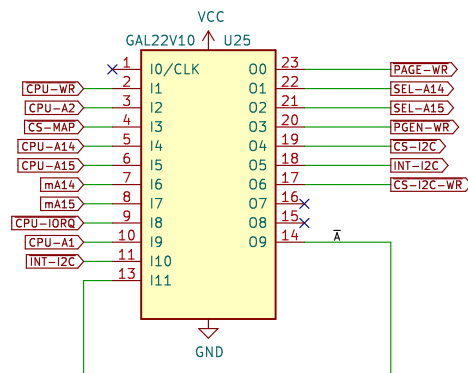 VCC
GAL22V10 U25
1 I0/CLK O0 23 PAGE-WR
CPU-WR 2 I1 O1 22 SEL-A14
CPU-A2 3 I2 O2 21 SEL-A15
CS-MAP 4 I3 O3 20 PGEN-WR
CPU-A14 5 I4 O4 19 CS-I2C
CPU-A15 6 I5 O5 18 INT-I2C
mA14 7 I6 O6 17 CS-I2C-WR
mA15 8 I7 O7 16
CPU-IORQ 9 I8 O8 15
CPU-A1 10 I9 O9 14 A
INT-I2C 11 I10
13 I11
GND